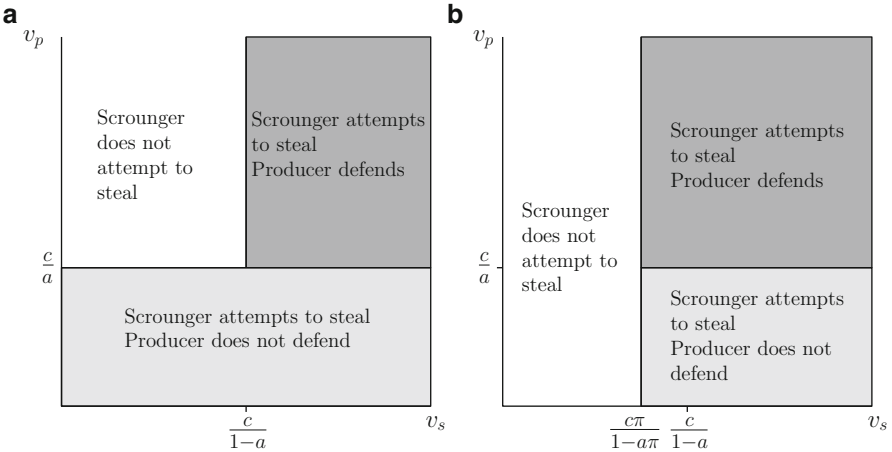 a
v_p
Scrounger
does not
attempt to
steal
Scrounger attempts
to steal
Producer defends
c/a
Scrounger attempts to steal
Producer does not defend
c/(1−a)
v_s
b
v_p
Scrounger
does not
attempt to
steal
Scrounger attempts
to steal
Producer defends
c/a
Scrounger attempts
to steal
Producer does not
defend
cπ/(1−aπ)
c/(1−a)
v_s